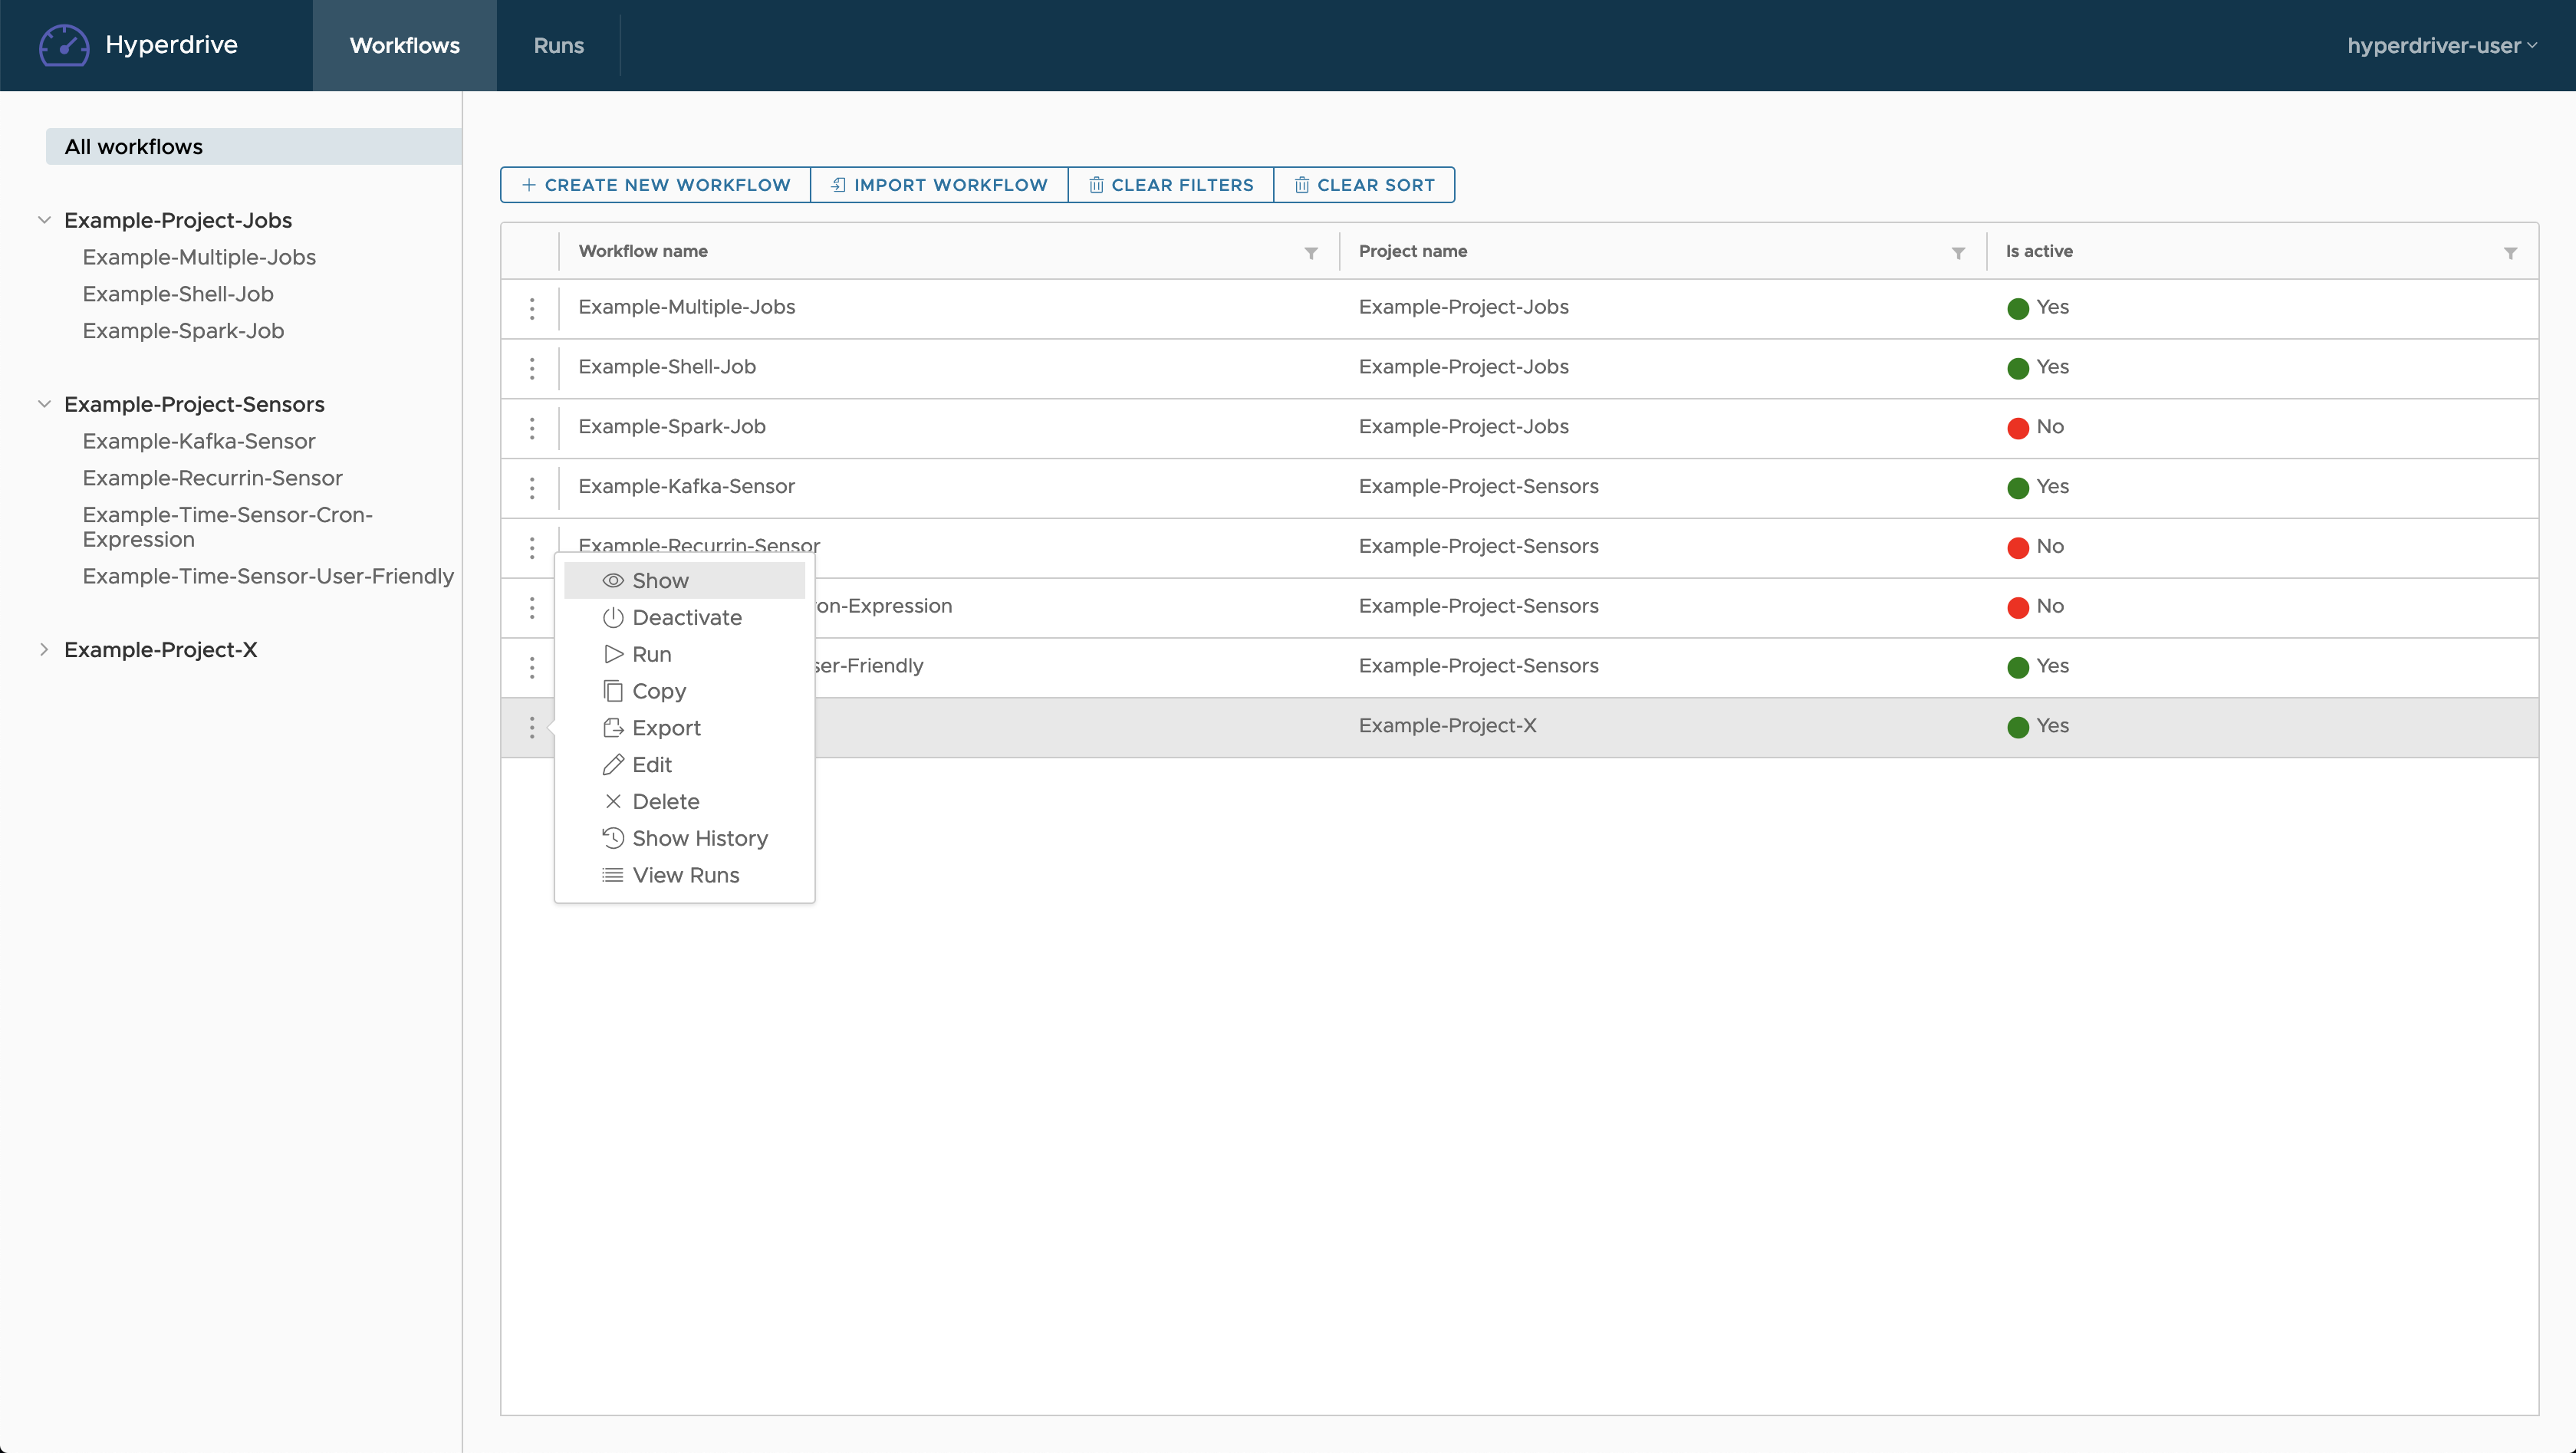 Hyperdrive
Workflows
Runs
hyperdriver-user
All workflows
Example-Project-Jobs
Example-Multiple-Jobs
Example-Shell-Job
Example-Spark-Job
Example-Project-Sensors
Example-Kafka-Sensor
Example-Recurrin-Sensor
Example-Time-Sensor-Cron-
Expression
Example-Time-Sensor-User-Friendly
Example-Project-X
CREATE NEW WORKFLOW
IMPORT WORKFLOW
CLEAR FILTERS
CLEAR SORT
Workflow name Project name Is active
Example-Multiple-Jobs Example-Project-Jobs Yes
Example-Shell-Job Example-Project-Jobs Yes
Example-Spark-Job Example-Project-Jobs No
Example-Kafka-Sensor Example-Project-Sensors Yes
Example-Recurrin-Sensor Example-Project-Sensors No
on-Expression Example-Project-Sensors No
ser-Friendly Example-Project-Sensors Yes
Example-Project-X Yes
Show
Deactivate
Run
Copy
Export
Edit
Delete
Show History
View Runs